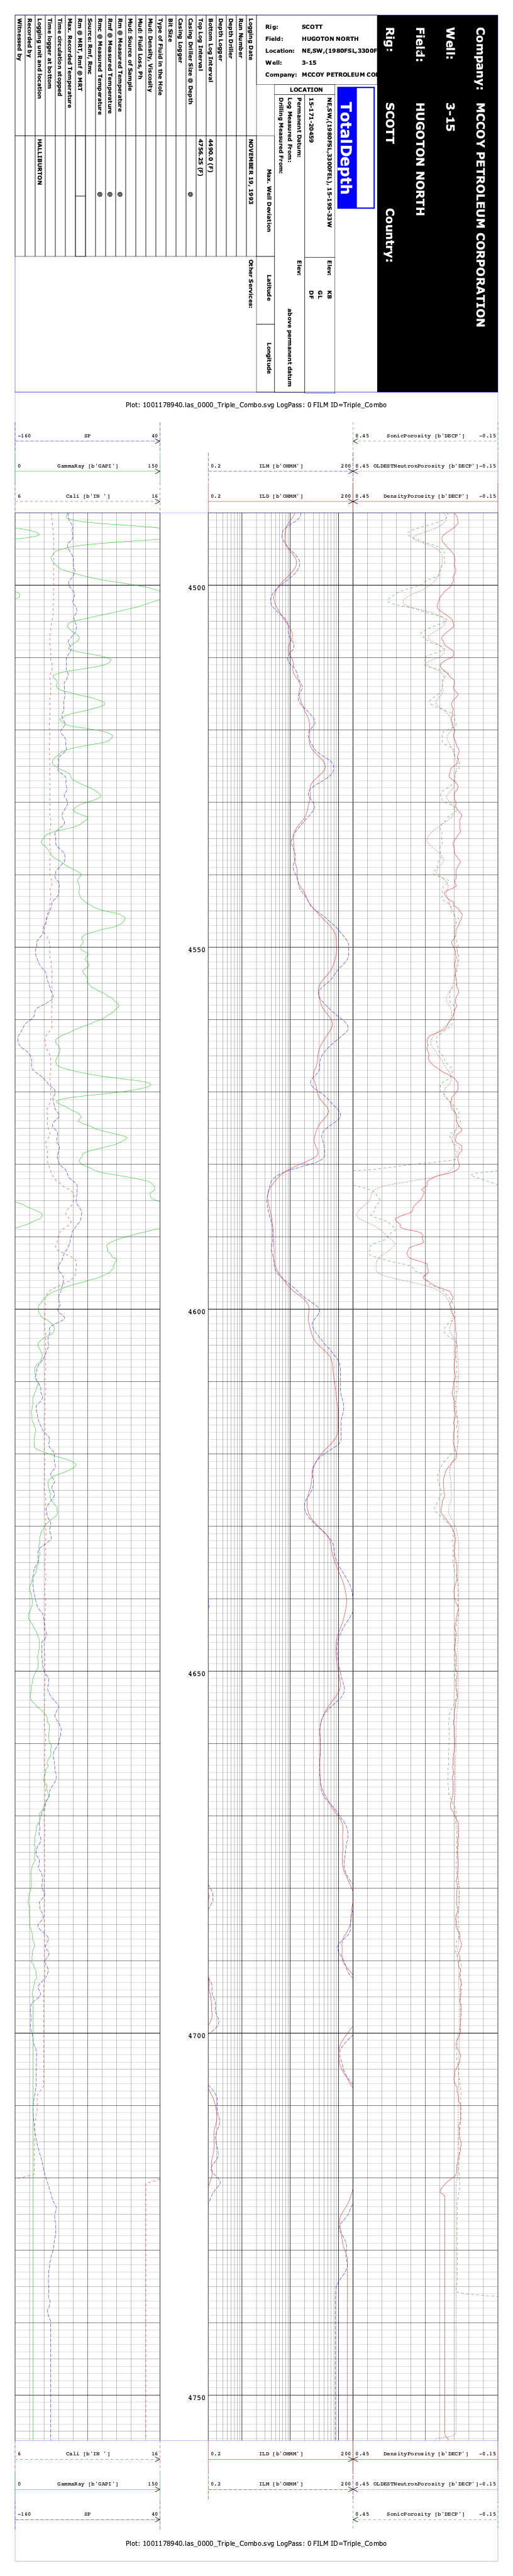 Company: MCCOY PETROLEUM CORPORATION
Well: 3-15
Field: HUGOTON NORTH
Rig: SCOTT Country:
TotalDepth
Rig: SCOTT
Field: HUGOTON NORTH
Location: NE,SW,(1980FSL,3300F
Well: 3-15
Company: MCCOY PETROLEUM CO
LOCATION
NE,SW,(1980FSL,3300FEL), 15-19S-33W
15-171-20459
Elev: KB
GL
DF
Permanent Datum: Elev:
Log Measured From: above permanent datum
Drilling Measured From:
Max. Well Deviation Latitude Longitude
Logging Date NOVEMBER 19, 1993 Other Services:
Run Number
Depth Driller
Depth Logger
Bottom Log Interval 4490.0 (F)
Top Log Interval 4756.25 (F)
Casing Driller Size @ Depth @
Casing Logger
Bit Size
Type of Fluid in the Hole
Mud: Density, Viscosity
Mh: Fluid Loss, Ph
Mud: Source of Sample
Rm @ Measured Temperature @
Rmf @ Measured Temperature @
Rmc @ Measured Temperature @
Source: Rmf, Rmc
Rm @ MRT, Rmf @ MRT
Max. Recorded Temperature
Time circulation stopped
Time logger at bottom
Logging unit and location HALLIBURTON
Recorded by
Witnessed by
Plot: 1001178940.las_0000_Triple_Combo.svg LogPass: 0 FILM ID=Triple_Combo
-160 SP 40 0.45 SonicPorosity [b'DECP'] -0.15
0 GammaRay [b'GAPI'] 150 0.2 ILM [b'OHMM'] 200 0.45 OLDESTNeutronPorosity [b'DECP'] -0.15
6 Cali [b'IN '] 16 0.2 ILD [b'OHMM'] 200 0.45 DensityPorosity [b'DECP'] -0.15
4500
4550
4600
4650
4700
4750
6 Cali [b'IN '] 16 0.2 ILD [b'OHMM'] 200 0.45 DensityPorosity [b'DECP'] -0.15
0 GammaRay [b'GAPI'] 150 0.2 ILM [b'OHMM'] 200 0.45 OLDESTNeutronPorosity [b'DECP'] -0.15
-160 SP 40 0.45 SonicPorosity [b'DECP'] -0.15
Plot: 1001178940.las_0000_Triple_Combo.svg LogPass: 0 FILM ID=Triple_Combo